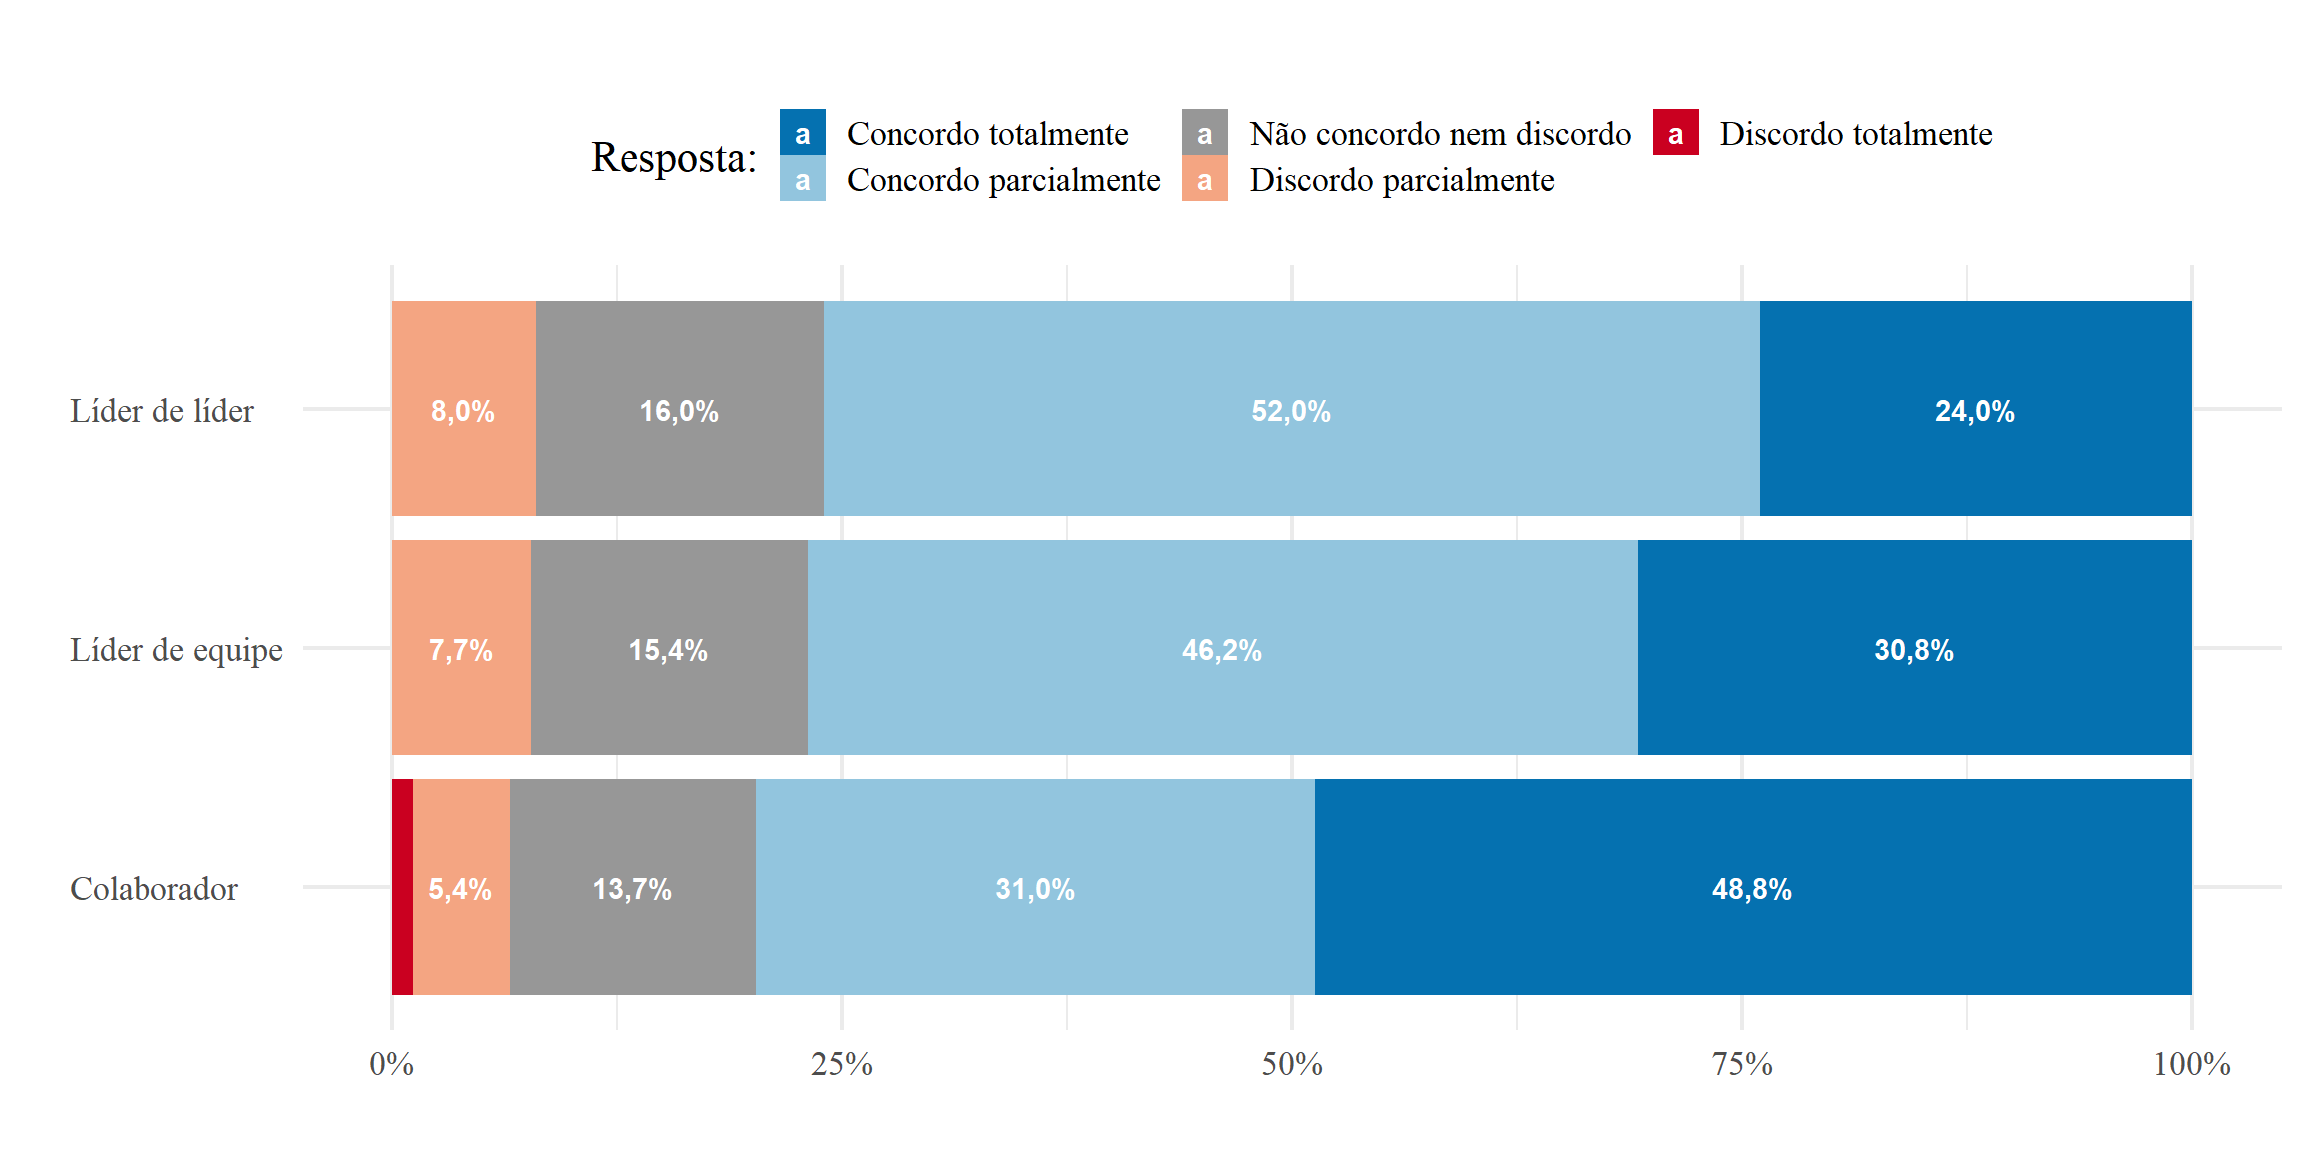 Resposta:
a Concordo totalmente
a Concordo parcialmente
a Não concordo nem discordo
a Discordo parcialmente
a Discordo totalmente
Líder de líder
8,0% 16,0% 52,0% 24,0%
Líder de equipe
7,7% 15,4% 46,2% 30,8%
Colaborador
5,4% 13,7% 31,0% 48,8%
0% 25% 50% 75% 100%